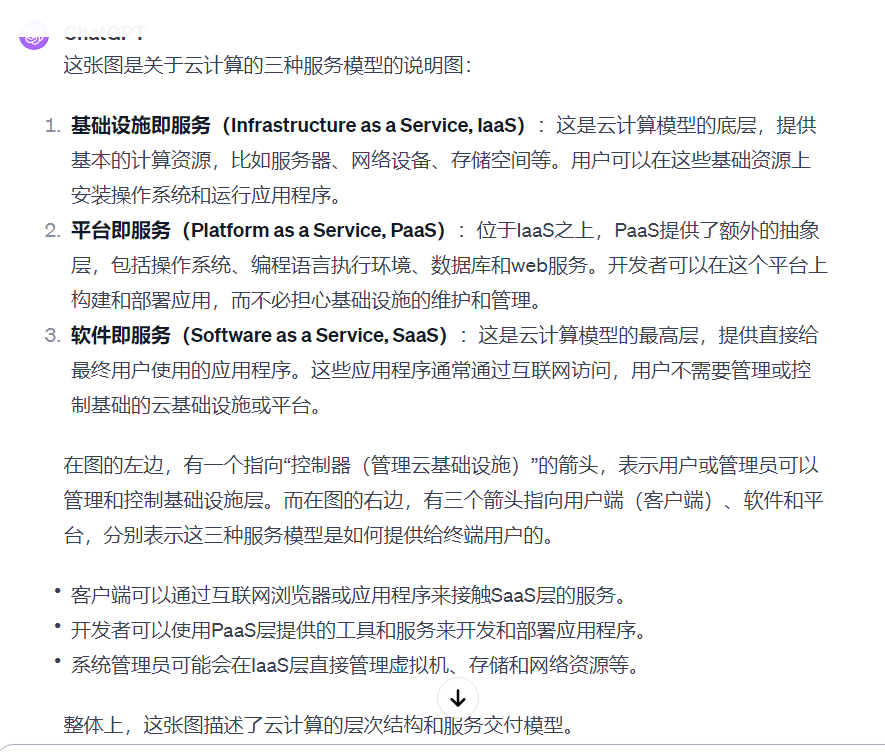 ChatGPT
这张图是关于云计算的三种服务模型的说明图：
1. 基础设施即服务（Infrastructure as a Service, IaaS）：这是云计算模型的底层，提供
基本的计算资源，比如服务器、网络设备、存储空间等。用户可以在这些基础资源上
安装操作系统和运行应用程序。
2. 平台即服务（Platform as a Service, PaaS）：位于IaaS之上，PaaS提供了额外的抽象
层，包括操作系统、编程语言执行环境、数据库和web服务。开发者可以在这个平台上
构建和部署应用，而不必担心基础设施的维护和管理。
3. 软件即服务（Software as a Service, SaaS）：这是云计算模型的最高层，提供直接给
最终用户使用的应用程序。这些应用程序通常通过互联网访问，用户不需要管理或控
制基础的云基础设施或平台。
在图的左边，有一个指向“控制器（管理云基础设施）”的箭头，表示用户或管理员可以
管理和控制基础设施层。而在图的右边，有三个箭头指向用户端（客户端）、软件和平
台，分别表示这三种服务模型是如何提供给终端用户的。
• 客户端可以通过互联网浏览器或应用程序来接触SaaS层的服务。
• 开发者可以使用PaaS层提供的工具和服务来开发和部署应用程序。
• 系统管理员可能会在IaaS层直接管理虚拟机、存储和网络资源等。
整体上，这张图描述了云计算的层次结构和服务交付模型。